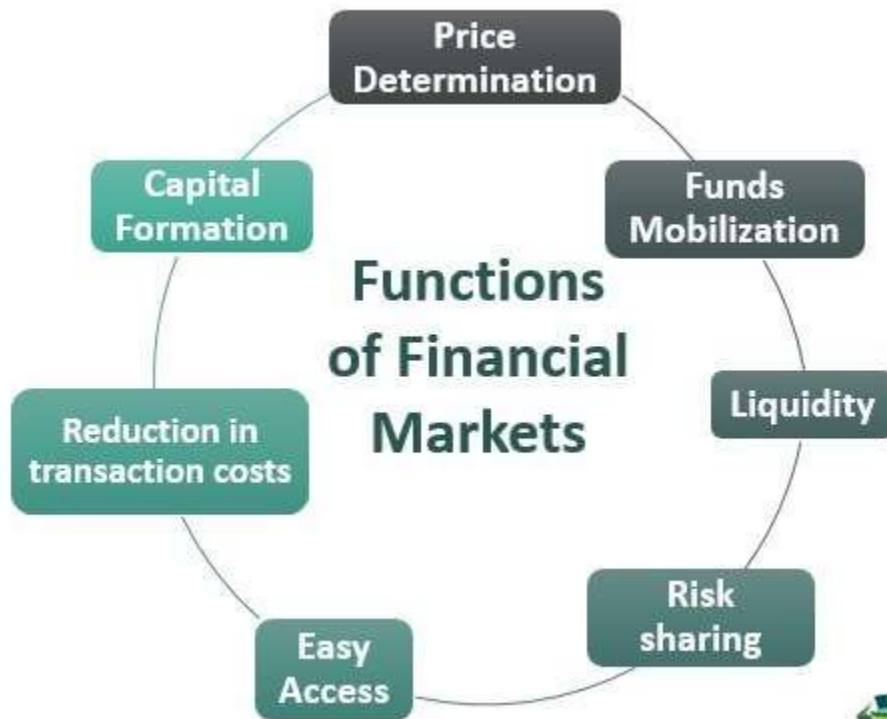 Price
Determination
Funds
Mobilization
Liquidity
Risk
sharing
Easy
Access
Reduction in
transaction costs
Capital
Formation
Functions
of Financial
Markets